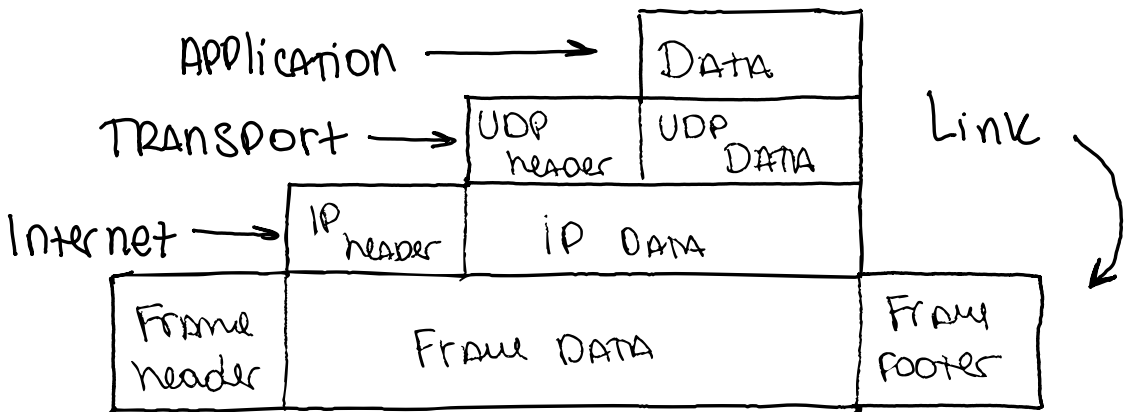 APPlicATion
DATA
TRANSPort
UDP
header
UDP
DATA
Link
Internet
IP
header
iP DATA
Frame
header
Frame DATA
Frame
Footer